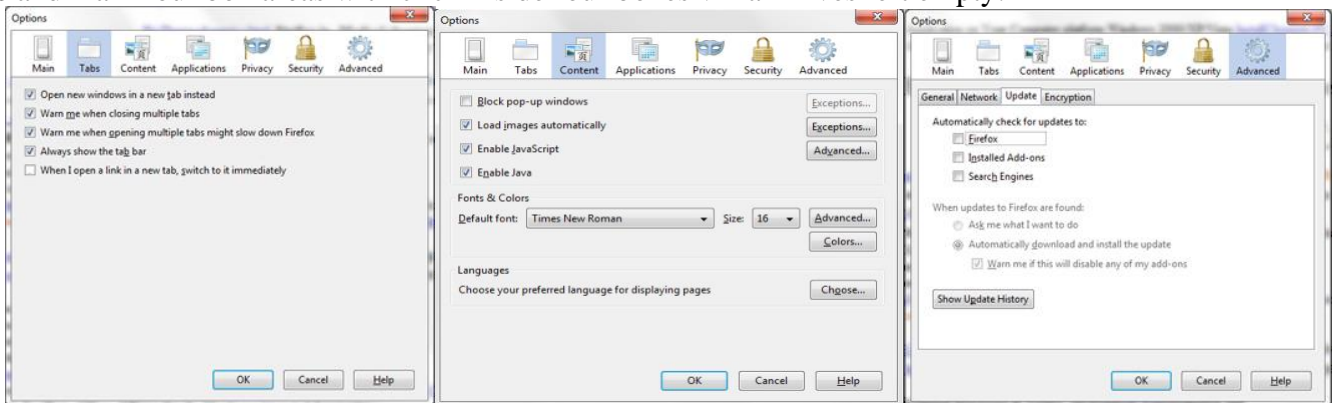 Options
Main Tabs Content Applications Privacy Security Advanced
Open new windows in a new tab instead
Warn me when closing multiple tabs
Warn me when opening multiple tabs might slow down Firefox
Always show the tab bar
When I open a link in a new tab, switch to it immediately
OK Cancel Help
Options
Main Tabs Content Applications Privacy Security Advanced
Block pop-up windows Exceptions...
Load images automatically Exceptions...
Enable JavaScript Advanced...
Enable Java
Fonts & Colors
Default font: Times New Roman Size: 16 Advanced...
Colors...
Languages
Choose your preferred language for displaying pages Choose...
OK Cancel Help
Options
Main Tabs Content Applications Privacy Security Advanced
General Network Update Encryption
Automatically check for updates to:
Firefox
Installed Add-ons
Search Engines
When updates to Firefox are found:
Ask me what I want to do
Automatically download and install the update
Warn me if this will disable any of my add-ons
Show Update History
OK Cancel Help